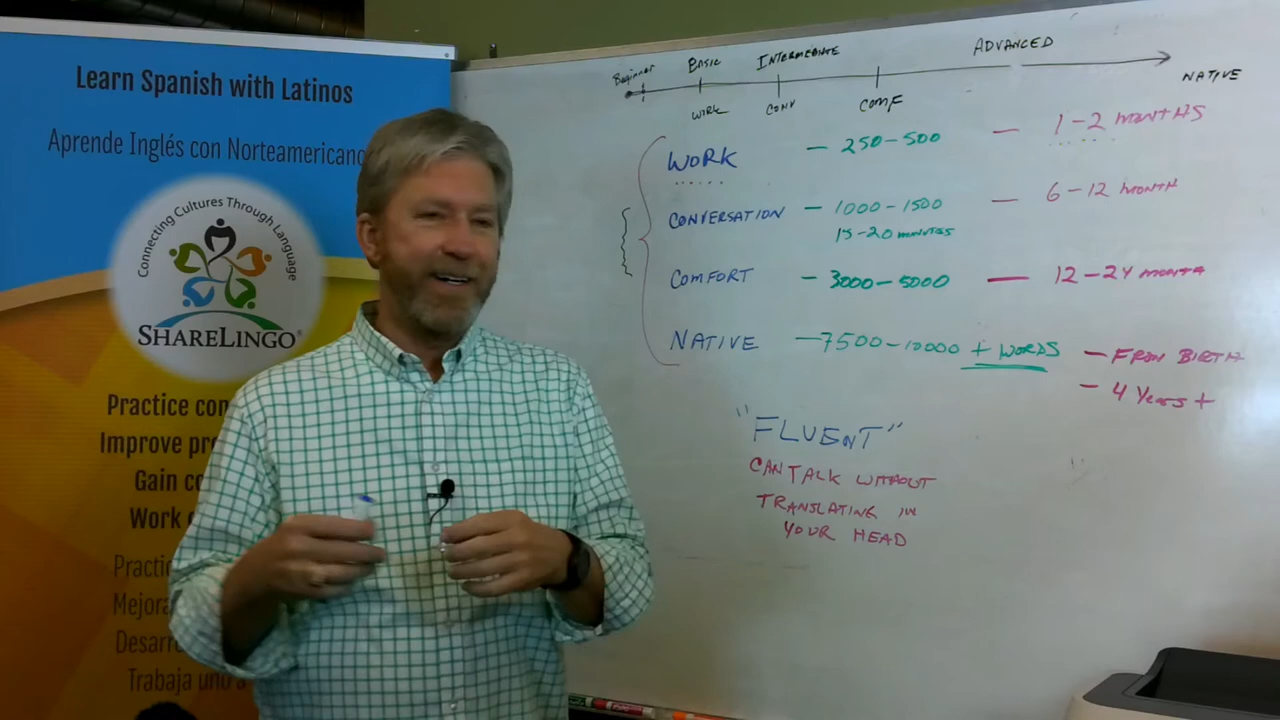 Learn Spanish with Latinos
Aprende Inglés con Norteamericano
Connecting Cultures Through Language
SHARELINGO®
Practice con
Improve pr
Gain co
Work
Practic
Mejora
Desarr
Trabaja uno a
Beginner BASIC INTERMEDIATE ADVANCED
NATIVE
WORK CONV COMF
WORK — 250-500 — 1-2 MONTHS
CONVERSATION — 1000-1500 — 6-12 MONTH
15-20 MINUTES
COMFORT — 3000-5000 — 12-24 MONTH
NATIVE — 7500-10000 + WORDS — FROM BIRTH
— 4 Years +
"FLUENT"
CAN TALK WITHOUT
TRANSLATING IN
YOUR HEAD